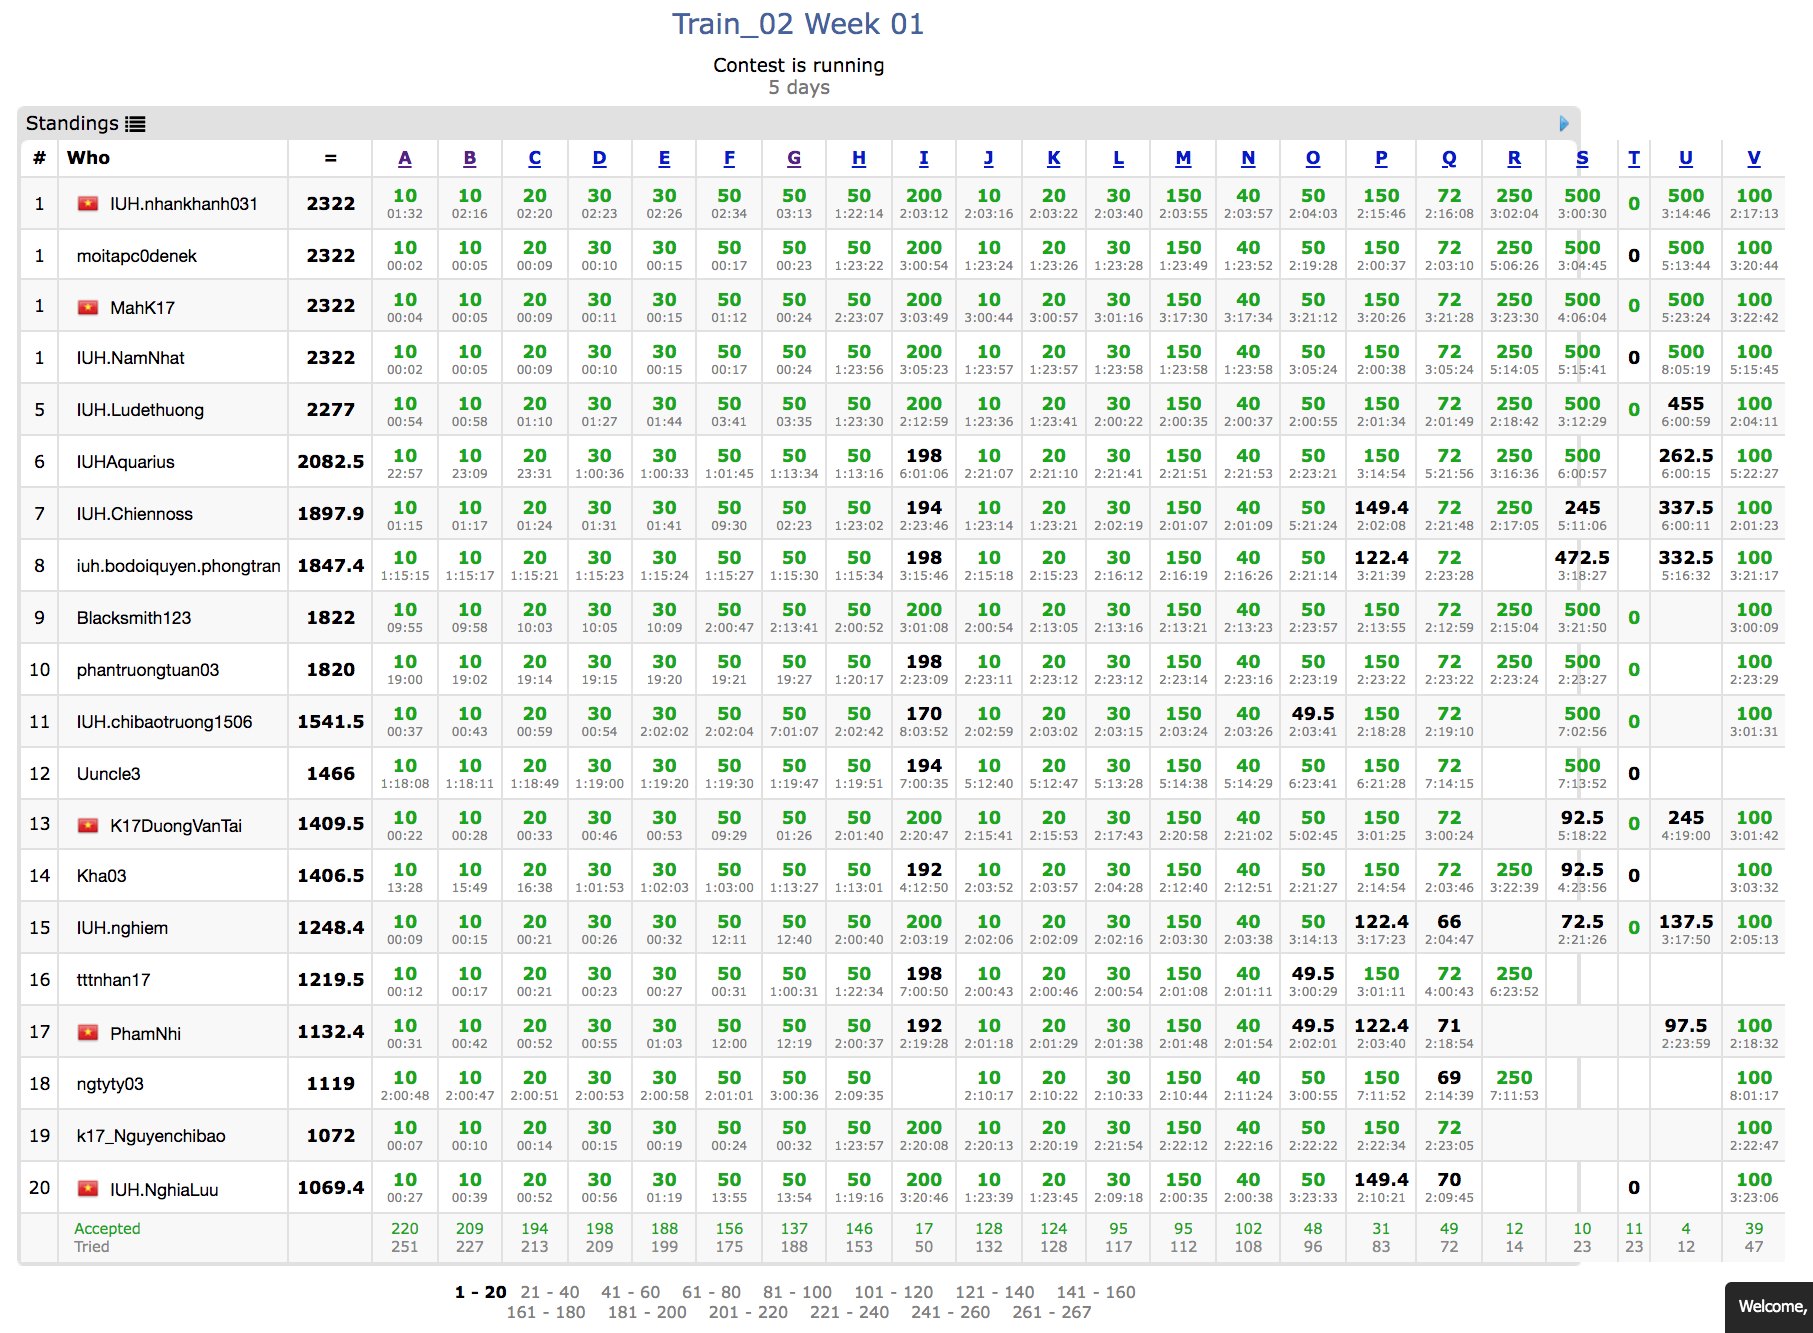 Train_02 Week 01
Contest is running
5 days
Standings
# Who = A B C D E F G H I J K L M N O P Q R S T U V
1 IUH.nhankhanh031 2322 10 10 20 30 30 50 50 50 200 10 20 30 150 40 50 150 72 250 500 0 500 100
01:32 02:16 02:20 02:23 02:26 02:34 03:13 1:22:14 2:03:12 2:03:16 2:03:22 2:03:40 2:03:55 2:03:57 2:04:03 2:15:46 2:16:08 3:02:04 3:00:30 3:14:46 2:17:13
1 moitapc0denek 2322 10 10 20 30 30 50 50 50 200 10 20 30 150 40 50 150 72 250 500 0 500 100
00:02 00:05 00:09 00:10 00:15 00:17 00:23 1:23:22 3:00:54 1:23:24 1:23:26 1:23:28 1:23:49 1:23:52 2:19:28 2:00:37 2:03:10 5:06:26 3:04:45 5:13:44 3:20:44
1 MahK17 2322 10 10 20 30 30 50 50 50 200 10 20 30 150 40 50 150 72 250 500 0 500 100
00:04 00:05 00:09 00:11 00:15 01:12 00:24 2:23:07 3:03:49 3:00:44 3:00:57 3:01:16 3:17:30 3:17:34 3:21:12 3:20:26 3:21:28 3:23:30 4:06:04 5:23:24 3:22:42
1 IUH.NamNhat 2322 10 10 20 30 30 50 50 50 200 10 20 30 150 40 50 150 72 250 500 0 500 100
00:02 00:05 00:09 00:10 00:15 00:17 00:24 1:23:56 3:05:23 1:23:57 1:23:57 1:23:58 1:23:58 1:23:58 3:05:24 2:00:38 3:05:24 5:14:05 5:15:41 8:05:19 5:15:45
5 IUH.Ludethuong 2277 10 10 20 30 30 50 50 50 200 10 20 30 150 40 50 150 72 250 500 0 455 100
00:54 00:58 01:10 01:27 01:44 03:41 03:35 1:23:30 2:12:59 1:23:36 1:23:41 2:00:22 2:00:35 2:00:37 2:00:55 2:01:34 2:01:49 2:18:42 3:12:29 6:00:59 2:04:11
6 IUHAquarius 2082.5 10 10 20 30 30 50 50 50 198 10 20 30 150 40 50 150 72 250 500 262.5 100
22:57 23:09 23:31 1:00:36 1:00:33 1:01:45 1:13:34 1:13:16 6:01:06 2:21:07 2:21:10 2:21:41 2:21:51 2:21:53 2:23:21 3:14:54 5:21:56 3:16:36 6:00:57 6:00:15 5:22:27
7 IUH.Chiennoss 1897.9 10 10 20 30 30 50 50 50 194 10 20 30 150 40 50 149.4 72 250 245 337.5 100
01:15 01:17 01:24 01:31 01:41 09:30 02:23 1:23:02 2:23:46 1:23:14 1:23:21 2:02:19 2:01:07 2:01:09 5:21:24 2:02:08 2:21:48 2:17:05 5:11:06 6:00:11 2:01:23
8 iuh.bodoiquyen.phongtran 1847.4 10 10 20 30 30 50 50 50 198 10 20 30 150 40 50 122.4 72 472.5 332.5 100
1:15:15 1:15:17 1:15:21 1:15:23 1:15:24 1:15:27 1:15:30 1:15:34 3:15:46 2:15:18 2:15:23 2:16:12 2:16:19 2:16:26 2:21:14 3:21:39 2:23:28 3:18:27 5:16:32 3:21:17
9 Blacksmith123 1822 10 10 20 30 30 50 50 50 200 10 20 30 150 40 50 150 72 250 500 0 100
09:55 09:58 10:03 10:05 10:09 2:00:47 2:13:41 2:00:52 3:01:08 2:00:54 2:13:05 2:13:16 2:13:21 2:13:23 2:23:57 2:13:55 2:12:59 2:15:04 3:21:50 3:00:09
10 phantruongtuan03 1820 10 10 20 30 30 50 50 50 198 10 20 30 150 40 50 150 72 250 500 0 100
19:00 19:02 19:14 19:15 19:20 19:21 19:27 1:20:17 2:23:09 2:23:11 2:23:12 2:23:12 2:23:14 2:23:16 2:23:19 2:23:22 2:23:22 2:23:24 2:23:27 2:23:29
11 IUH.chibaotruong1506 1541.5 10 10 20 30 30 50 50 50 170 10 20 30 150 40 49.5 150 72 500 0 100
00:37 00:43 00:59 00:54 2:02:02 2:02:04 7:01:07 2:02:42 8:03:52 2:02:59 2:03:02 2:03:15 2:03:24 2:03:26 2:03:41 2:18:28 2:19:10 7:02:56 3:01:31
12 Uuncle3 1466 10 10 20 30 30 50 50 50 194 10 20 30 150 40 50 150 72 500 0
1:18:08 1:18:11 1:18:49 1:19:00 1:19:20 1:19:30 1:19:47 1:19:51 7:00:35 5:12:40 5:12:47 5:13:28 5:14:38 5:14:29 6:23:41 6:21:28 7:14:15 7:13:52
13 K17DuongVanTai 1409.5 10 10 20 30 30 50 50 50 200 10 20 30 150 40 50 150 72 92.5 0 245 100
00:22 00:28 00:33 00:46 00:53 09:29 01:26 2:01:40 2:20:47 2:15:41 2:15:53 2:17:43 2:20:58 2:21:02 5:02:45 3:01:25 3:00:24 5:18:22 4:19:00 3:01:42
14 Kha03 1406.5 10 10 20 30 30 50 50 50 192 10 20 30 150 40 50 150 72 250 92.5 0 100
13:28 15:49 16:38 1:01:53 1:02:03 1:03:00 1:13:27 1:13:01 4:12:50 2:03:52 2:03:57 2:04:28 2:12:40 2:12:51 2:21:27 2:14:54 2:03:46 3:22:39 4:23:56 3:03:32
15 IUH.nghiem 1248.4 10 10 20 30 30 50 50 50 200 10 20 30 150 40 50 122.4 66 72.5 0 137.5 100
00:09 00:15 00:21 00:26 00:32 12:11 12:40 2:00:40 2:03:19 2:02:06 2:02:09 2:02:16 2:03:30 2:03:38 3:14:13 3:17:23 2:04:47 2:21:26 3:17:50 2:05:13
16 tttnhan17 1219.5 10 10 20 30 30 50 50 50 198 10 20 30 150 40 49.5 150 72 250
00:12 00:17 00:21 00:23 00:27 00:31 1:00:31 1:22:34 7:00:50 2:00:43 2:00:46 2:00:54 2:01:08 2:01:11 3:00:29 3:01:11 4:00:43 6:23:52
17 PhamNhi 1132.4 10 10 20 30 30 50 50 50 192 10 20 30 150 40 49.5 122.4 71 97.5 100
00:31 00:42 00:52 00:55 01:03 12:00 12:19 2:00:37 2:19:28 2:01:18 2:01:29 2:01:38 2:01:48 2:01:54 2:02:01 2:03:40 2:18:54 2:23:59 2:18:32
18 ngtyty03 1119 10 10 20 30 30 50 50 50 10 20 30 150 40 50 150 69 250 100
2:00:48 2:00:47 2:00:51 2:00:53 2:00:58 2:01:01 3:00:36 2:09:35 2:10:17 2:10:22 2:10:33 2:10:44 2:11:24 3:00:55 7:11:52 2:14:39 7:11:53 8:01:17
19 k17_Nguyenchibao 1072 10 10 20 30 30 50 50 50 200 10 20 30 150 40 50 150 72 100
00:07 00:10 00:14 00:15 00:19 00:24 00:32 1:23:57 2:20:08 2:20:13 2:20:19 2:21:54 2:22:12 2:22:16 2:22:22 2:22:34 2:23:05 2:22:47
20 IUH.NghiaLuu 1069.4 10 10 20 30 30 50 50 50 200 10 20 30 150 40 50 149.4 70 0 100
00:27 00:39 00:52 00:56 01:19 13:55 13:54 1:19:16 3:20:46 1:23:39 1:23:45 2:09:18 2:00:35 2:00:38 3:23:33 2:10:21 2:09:45 3:23:06
Accepted 220 209 194 198 188 156 137 146 17 128 124 95 95 102 48 31 49 12 10 11 4 39
Tried 251 227 213 209 199 175 188 153 50 132 128 117 112 108 96 83 72 14 23 23 12 47
1 - 20 21 - 40 41 - 60 61 - 80 81 - 100 101 - 120 121 - 140 141 - 160
161 - 180 181 - 200 201 - 220 221 - 240 241 - 260 261 - 267
Welcome,